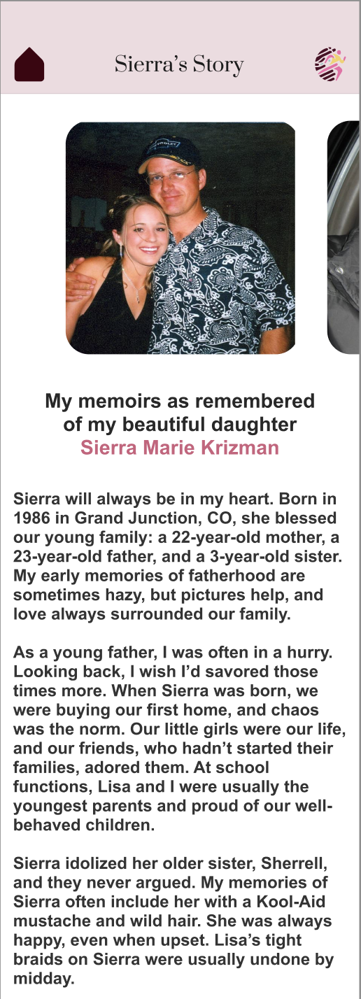 Sierra’s Story
CHEVROLET
My memoirs as remembered
of my beautiful daughter
Sierra Marie Krizman
Sierra will always be in my heart. Born in
1986 in Grand Junction, CO, she blessed
our young family: a 22-year-old mother, a
23-year-old father, and a 3-year-old sister.
My early memories of fatherhood are
sometimes hazy, but pictures help, and
love always surrounded our family.
As a young father, I was often in a hurry.
Looking back, I wish I’d savored those
times more. When Sierra was born, we
were buying our first home, and chaos
was the norm. Our little girls were our life,
and our friends, who hadn’t started their
families, adored them. At school
functions, Lisa and I were usually the
youngest parents and proud of our well-
behaved children.
Sierra idolized her older sister, Sherrell,
and they never argued. My memories of
Sierra often include her with a Kool-Aid
mustache and wild hair. She was always
happy, even when upset. Lisa’s tight
braids on Sierra were usually undone by
midday.